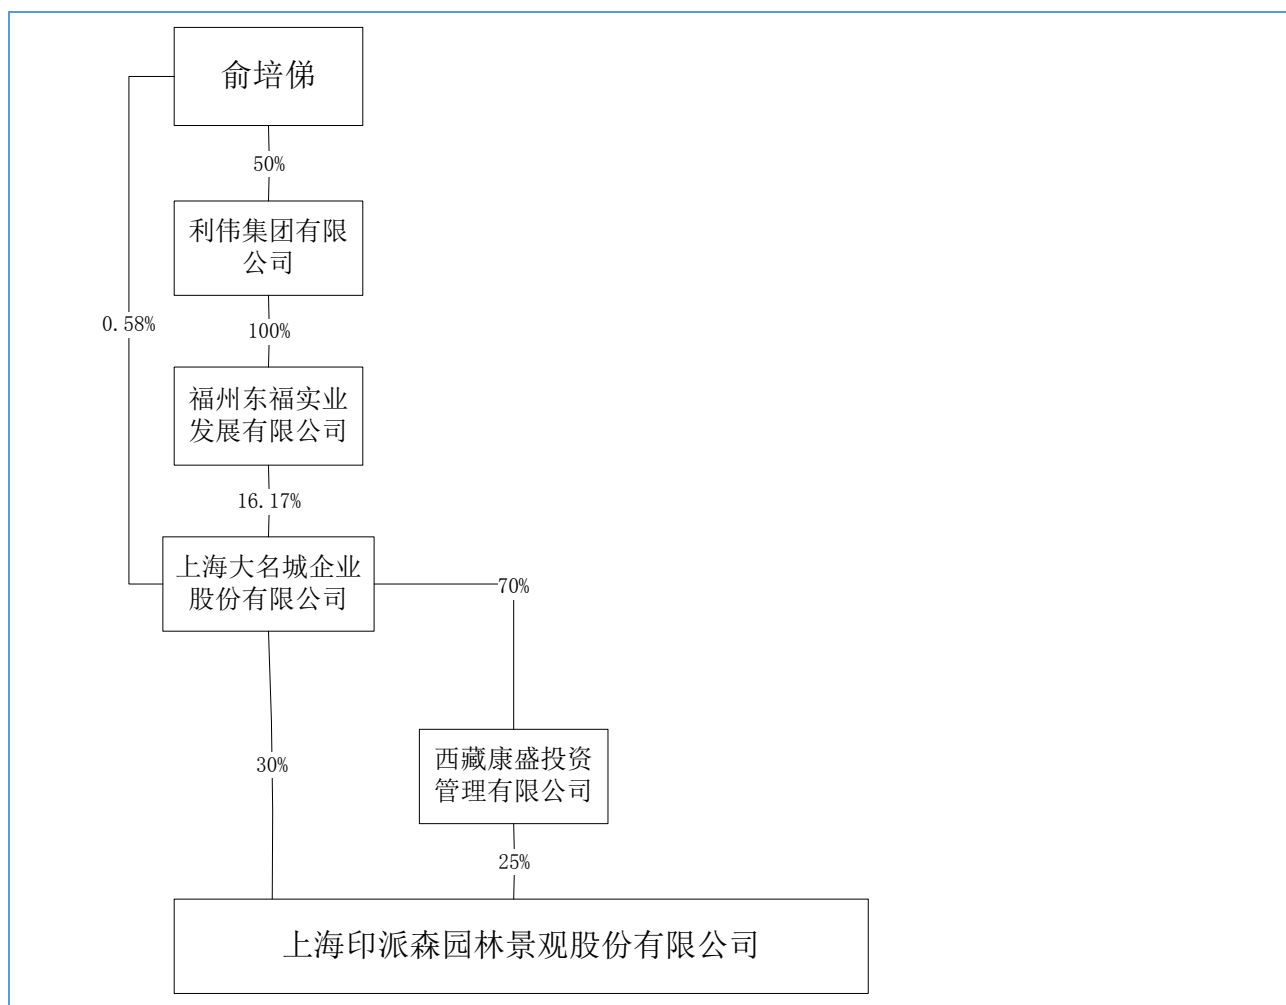 俞培俤
50%
利伟集团有限
公司
0.58%
100%
福州东福实业
发展有限公司
16.17%
上海大名城企业
股份有限公司
70%
30%
西藏康盛投资
管理有限公司
25%
上海印派森园林景观股份有限公司